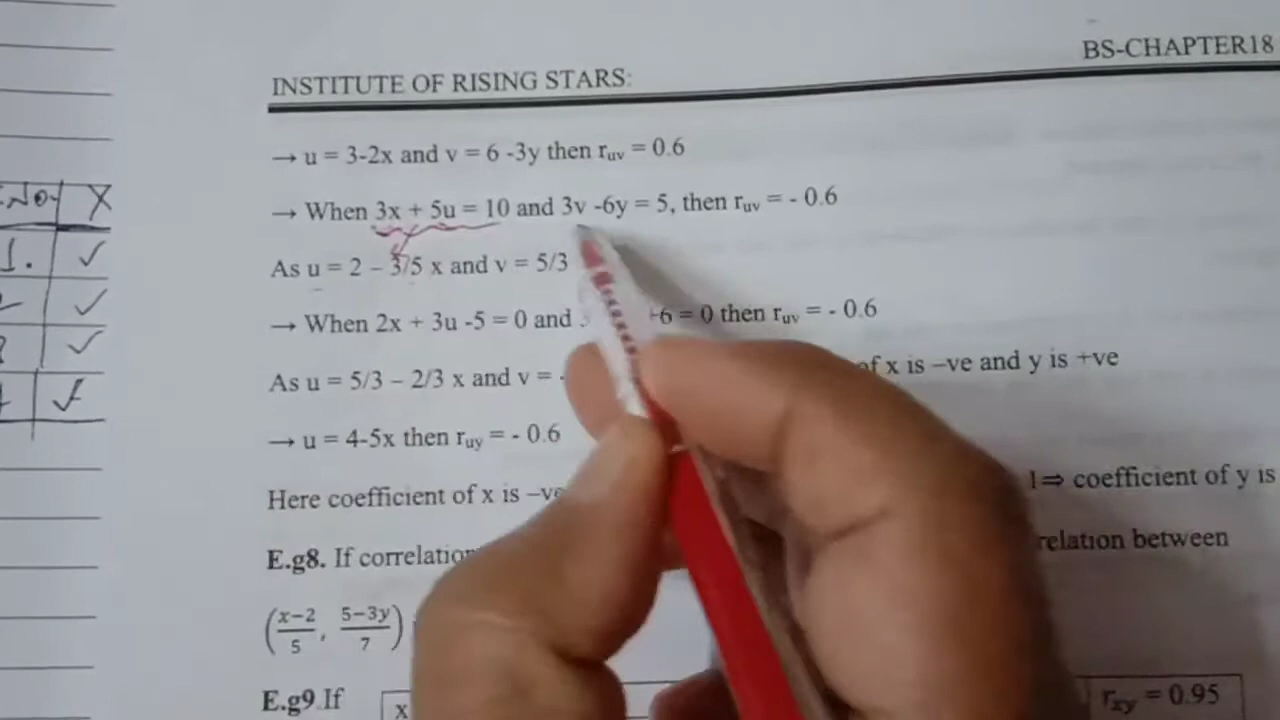 BS-CHAPTER18
INSTITUTE OF RISING STARS:
→ u = 3-2x and v = 6 -3y then rᵤᵥ = 0.6
→ When 3x + 5u = 10 and 3v -6y = 5, then rᵤᵥ = - 0.6
As u = 2 – 3/5 x and v = 5/3
→ When 2x + 3u -5 = 0 and +6 = 0 then rᵤᵥ = - 0.6
As u = 5/3 – 2/3 x and v = of x is –ve and y is +ve
→ u = 4-5x then r_uy = - 0.6
Here coefficient of x is –ve 1⇒ coefficient of y is
E.g8. If correlation relation between
(x−2/5, 5−3y/7)
E.g9 If x r_xy = 0.95
X
1. ✓
✓
✓
✓